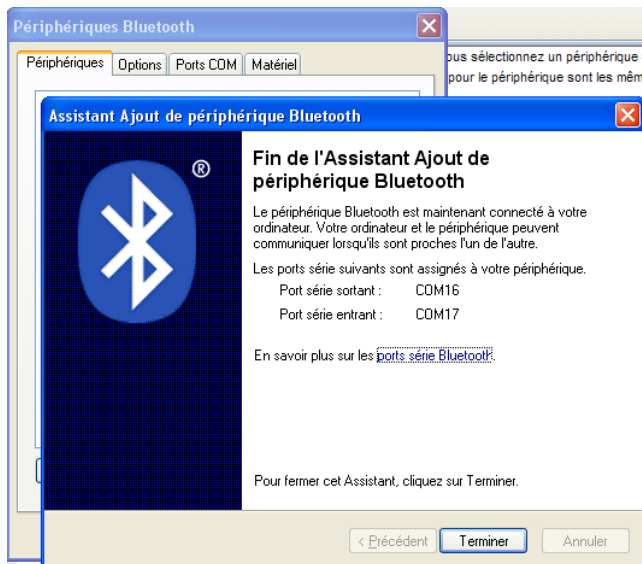 Périphériques Bluetooth
Périphériques Options Ports COM Matériel
ous sélectionnez un périphérique
pour le périphérique sont les mêm
Assistant Ajout de périphérique Bluetooth
®
Fin de l'Assistant Ajout de
périphérique Bluetooth
Le périphérique Bluetooth est maintenant connecté à votre
ordinateur. Votre ordinateur et le périphérique peuvent
communiquer lorsqu'ils sont proches l'un de l'autre.
Les ports série suivants sont assignés à votre périphérique.
Port série sortant : COM16
Port série entrant : COM17
En savoir plus sur les ports série Bluetooth.
Pour fermer cet Assistant, cliquez sur Terminer.
< Précédent Terminer Annuler